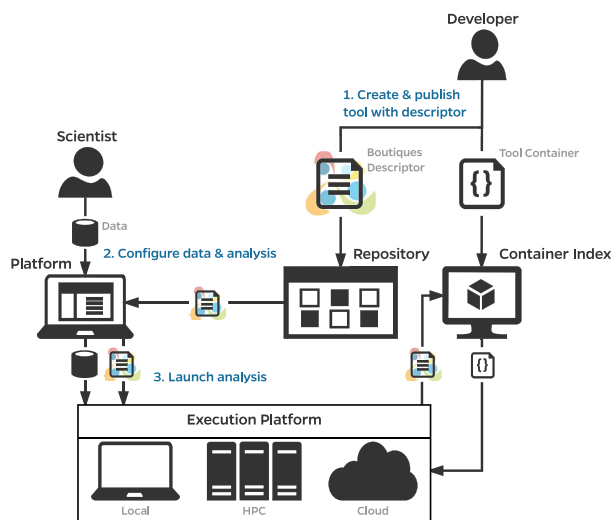 Developer
1. Create & publish
tool with descriptor
Scientist
Boutiques
Descriptor
Tool Container
{}
Data
2. Configure data & analysis
Platform
Repository
Container Index
{}
3. Launch analysis
Execution Platform
Local
HPC
Cloud